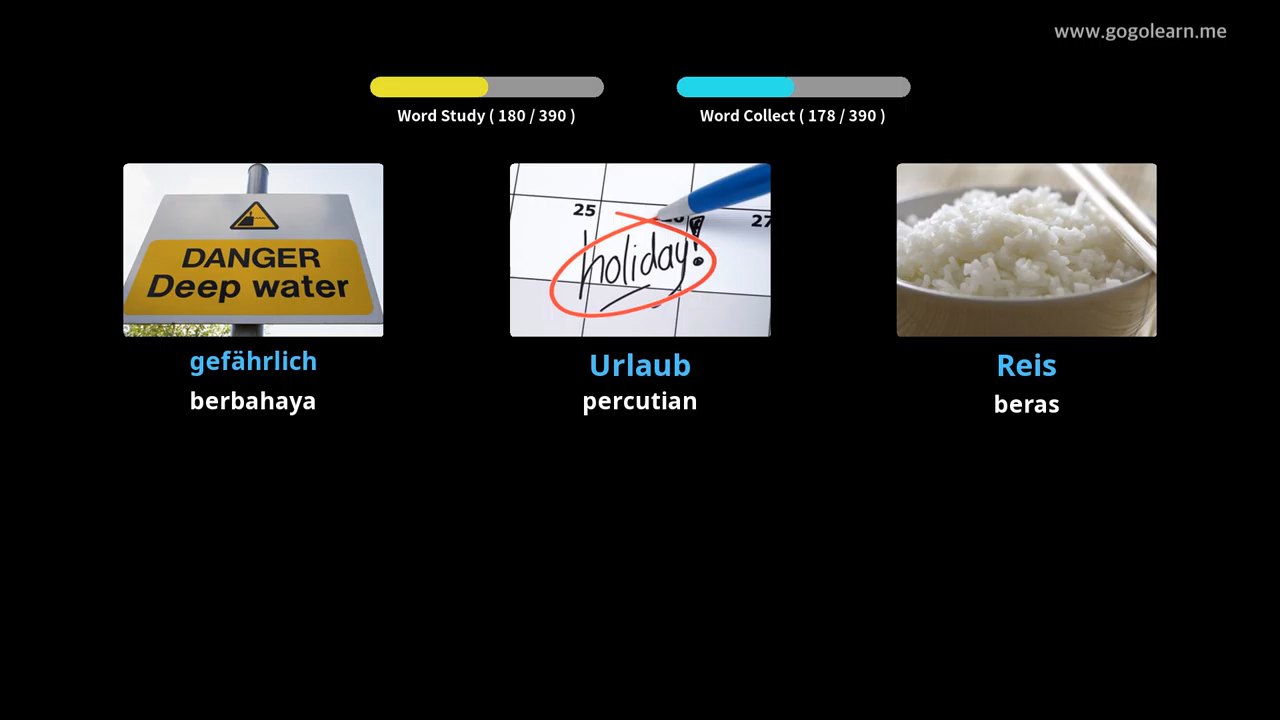 www.gogolearn.me
Word Study ( 180 / 390 )
Word Collect ( 178 / 390 )
DANGER
Deep water
25
27
holiday!
gefährlich
Urlaub
Reis
berbahaya
percutian
beras